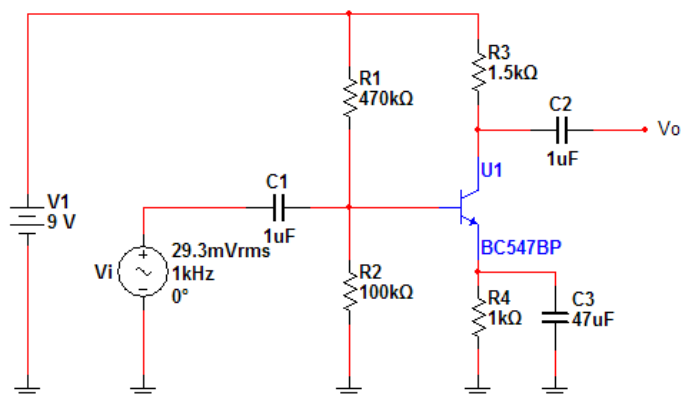 R3
1.5kΩ
R1
470kΩ
C2
1uF
Vo
U1
C1
1uF
V1
9 V
BC547BP
Vi
29.3mVrms
1kHz
0°
R2
100kΩ
R4
1kΩ
C3
47uF